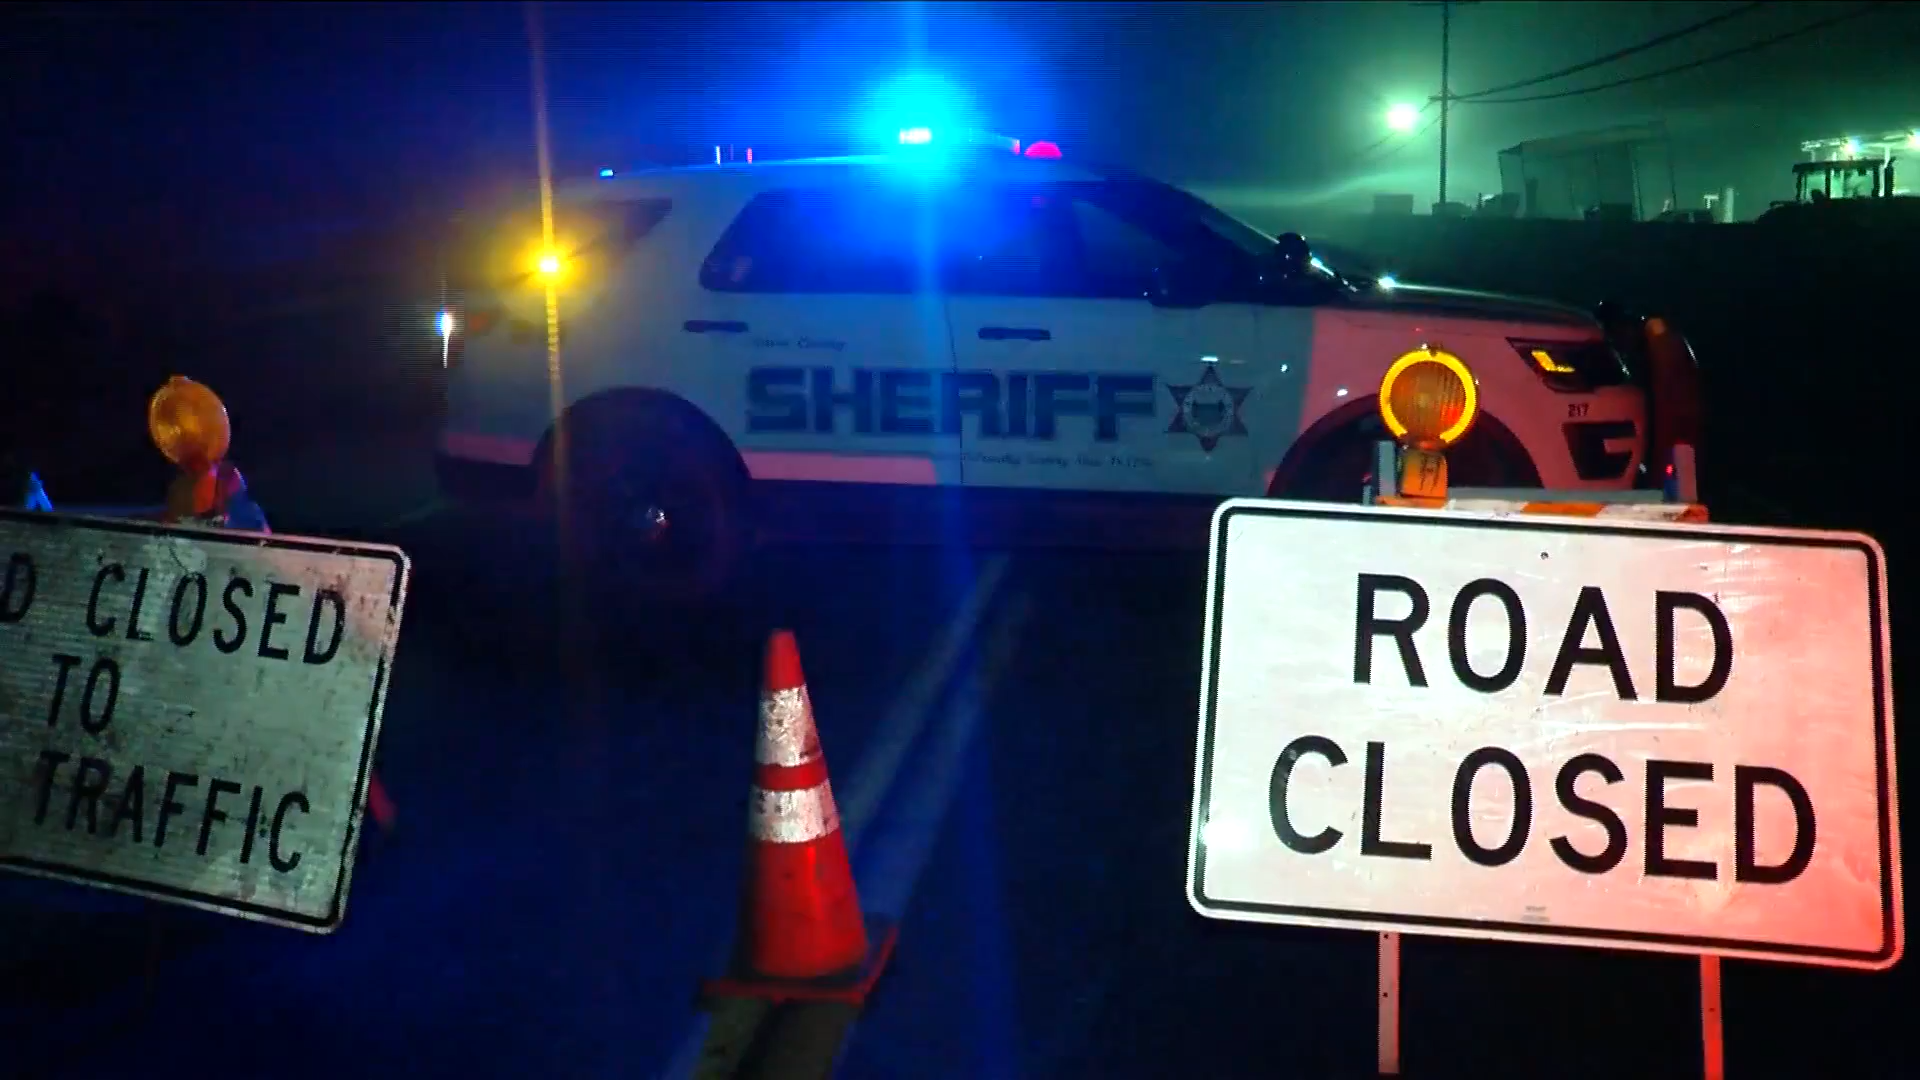 SHERIFF
217
D CLOSED
TO
TRAFFIC
ROAD
CLOSED